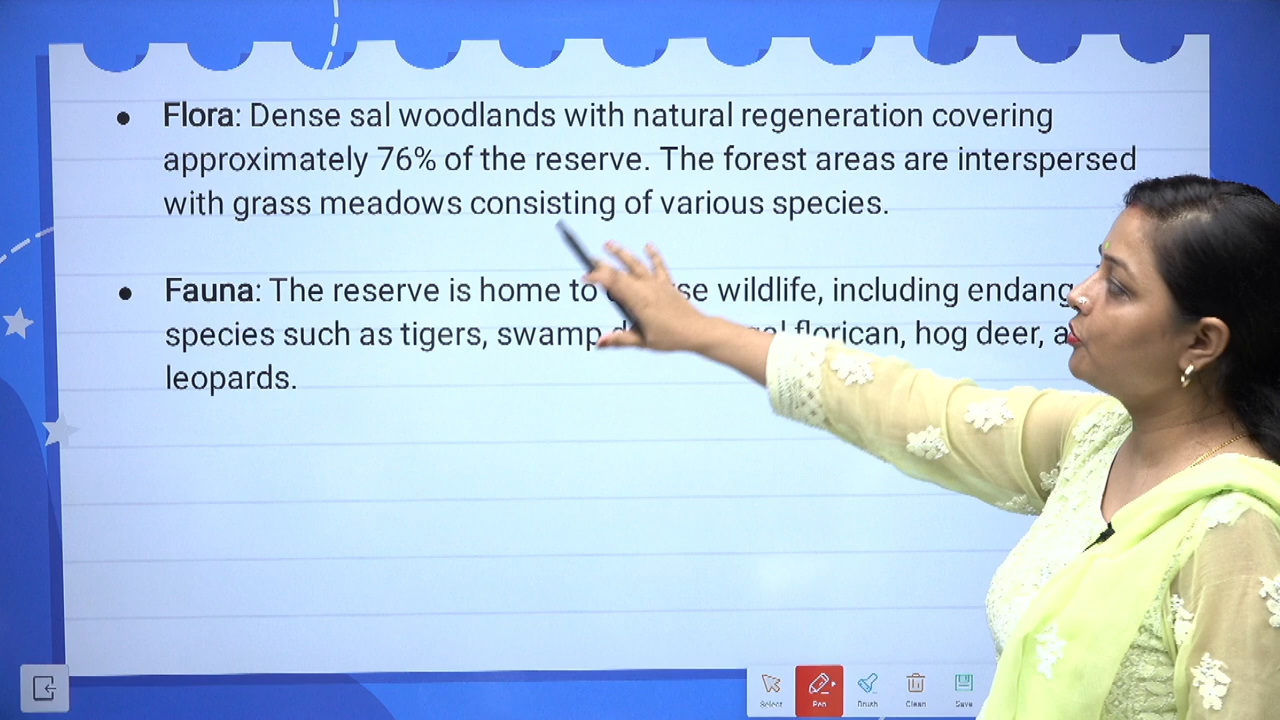 • Flora: Dense sal woodlands with natural regeneration covering
approximately 76% of the reserve. The forest areas are interspersed
with grass meadows consisting of various species.
• Fauna: The reserve is home to wildlife, including
species such as tigers, swamp florican, hog deer,
leopards.
Select Pen Brush Clean Save